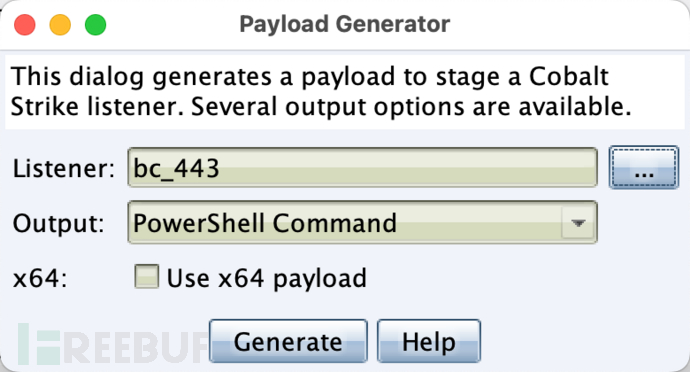 Payload Generator
This dialog generates a payload to stage a Cobalt
Strike listener. Several output options are available.
Listener: bc_443 ...
Output: PowerShell Command
x64: Use x64 payload
Generate Help
FREEBUF